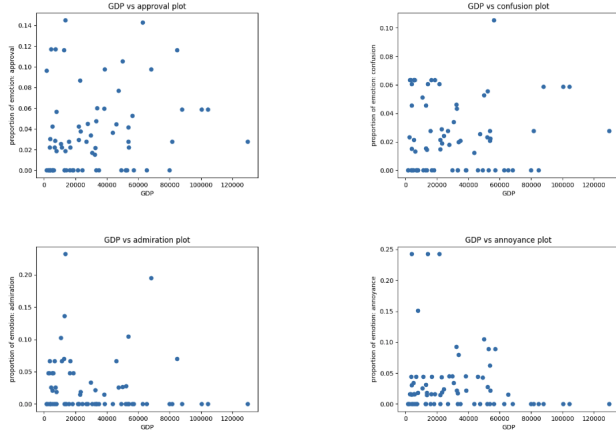 GDP vs approval plot
proportion of emotion: approval
0.14
0.12
0.10
0.08
0.06
0.04
0.02
0.00
0 20000 40000 60000 80000 100000 120000
GDP
GDP vs confusion plot
proportion of emotion: confusion
0.10
0.08
0.06
0.04
0.02
0.00
0 20000 40000 60000 80000 100000 120000
GDP
GDP vs admiration plot
proportion of emotion: admiration
0.20
0.15
0.10
0.05
0.00
0 20000 40000 60000 80000 100000 120000
GDP
GDP vs annoyance plot
proportion of emotion: annoyance
0.25
0.20
0.15
0.10
0.05
0.00
0 20000 40000 60000 80000 100000 120000
GDP